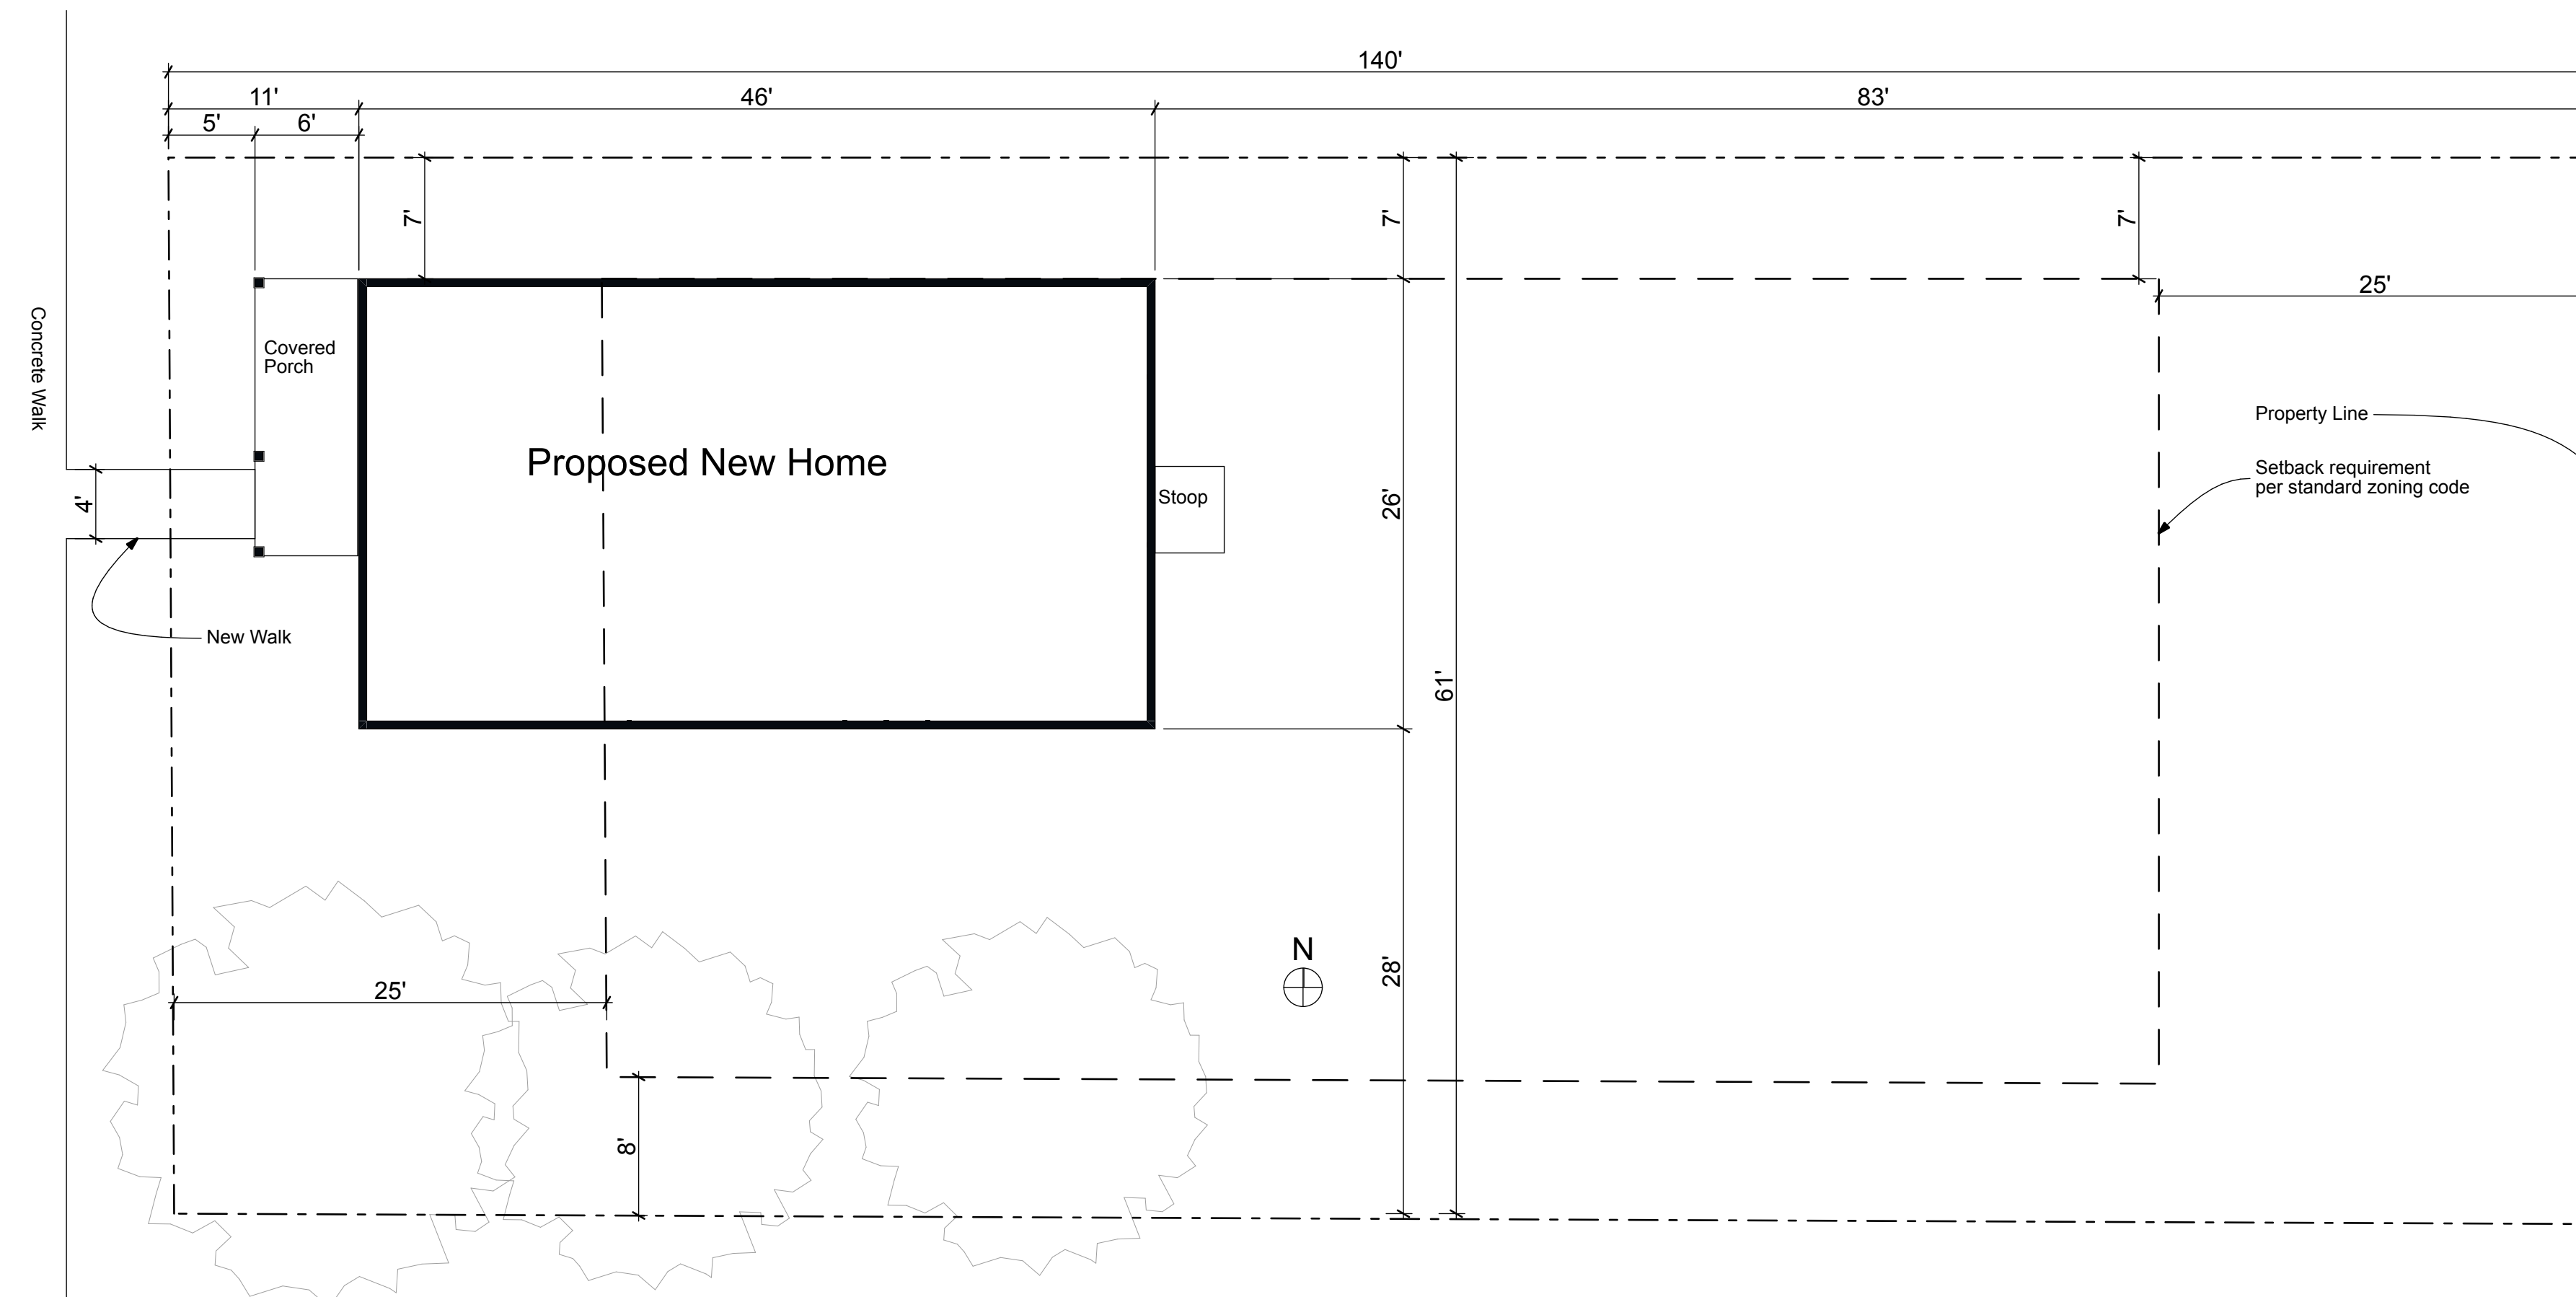 140'
11'
46'
83'
5'
6'
7'
7'
7'
25'
Concrete Walk
Covered
Porch
Property Line
Proposed New Home
Setback requirement
per standard zoning code
Stoop
4'
26'
New Walk
61'
N
28'
25'
8'